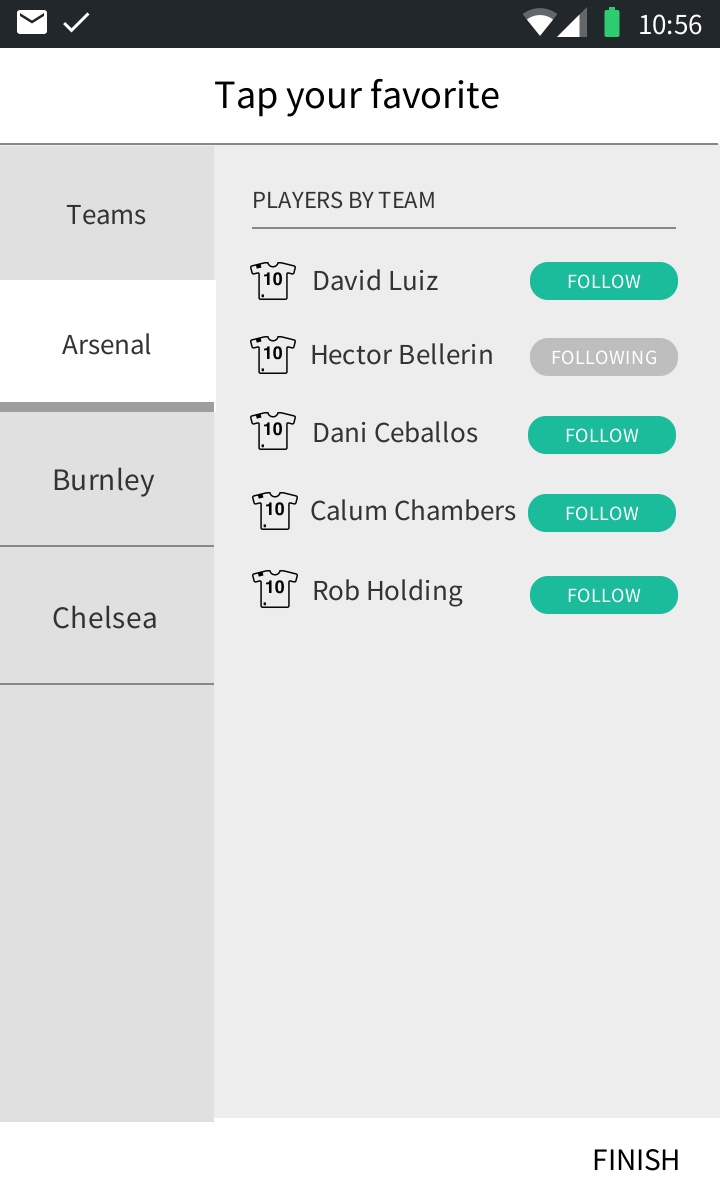 10:56
Tap your favorite
Teams
Arsenal
Burnley
Chelsea
PLAYERS BY TEAM
10 David Luiz FOLLOW
10 Hector Bellerin FOLLOWING
10 Dani Ceballos FOLLOW
10 Calum Chambers FOLLOW
10 Rob Holding FOLLOW
FINISH